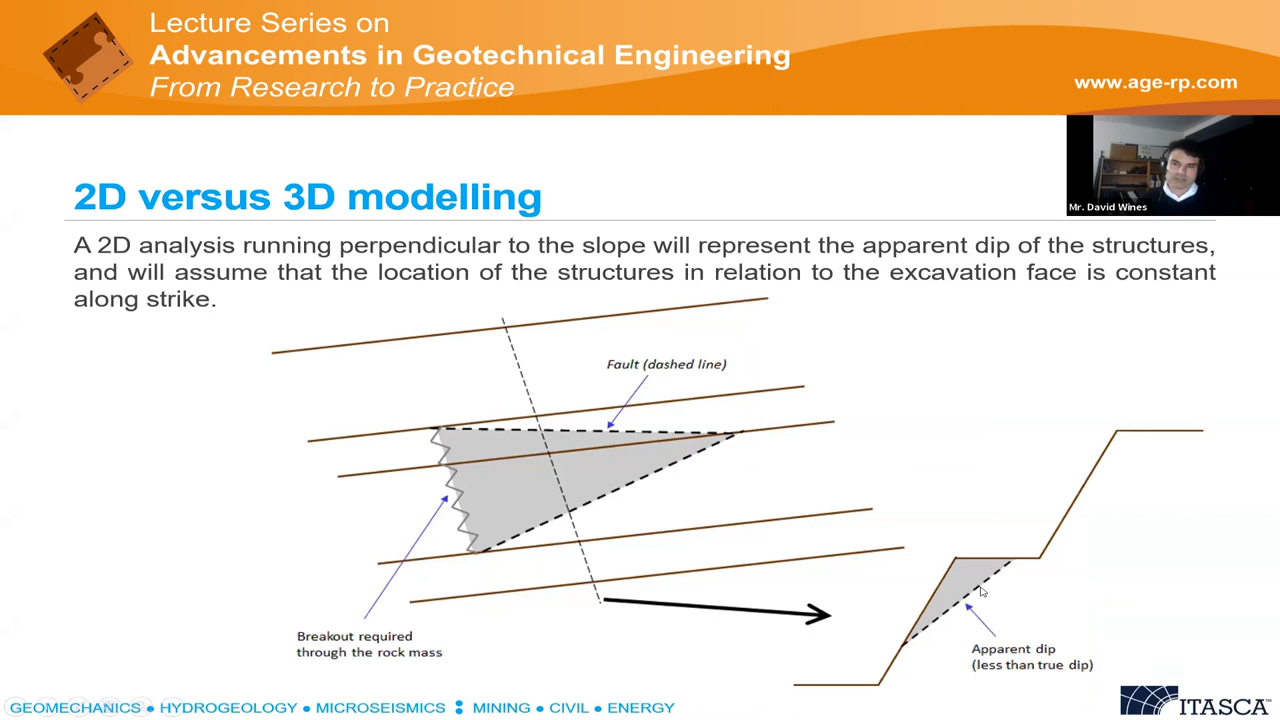 Lecture Series on
Advancements in Geotechnical Engineering
From Research to Practice
www.age-rp.com
Mr. David Wines
2D versus 3D modelling
A 2D analysis running perpendicular to the slope will represent the apparent dip of the structures,
and will assume that the location of the structures in relation to the excavation face is constant
along strike.
Fault (dashed line)
Breakout required
through the rock mass
Apparent dip
(less than true dip)
GEOMECHANICS • HYDROGEOLOGY • MICROSEISMICS : MINING • CIVIL • ENERGY
ITASCA™